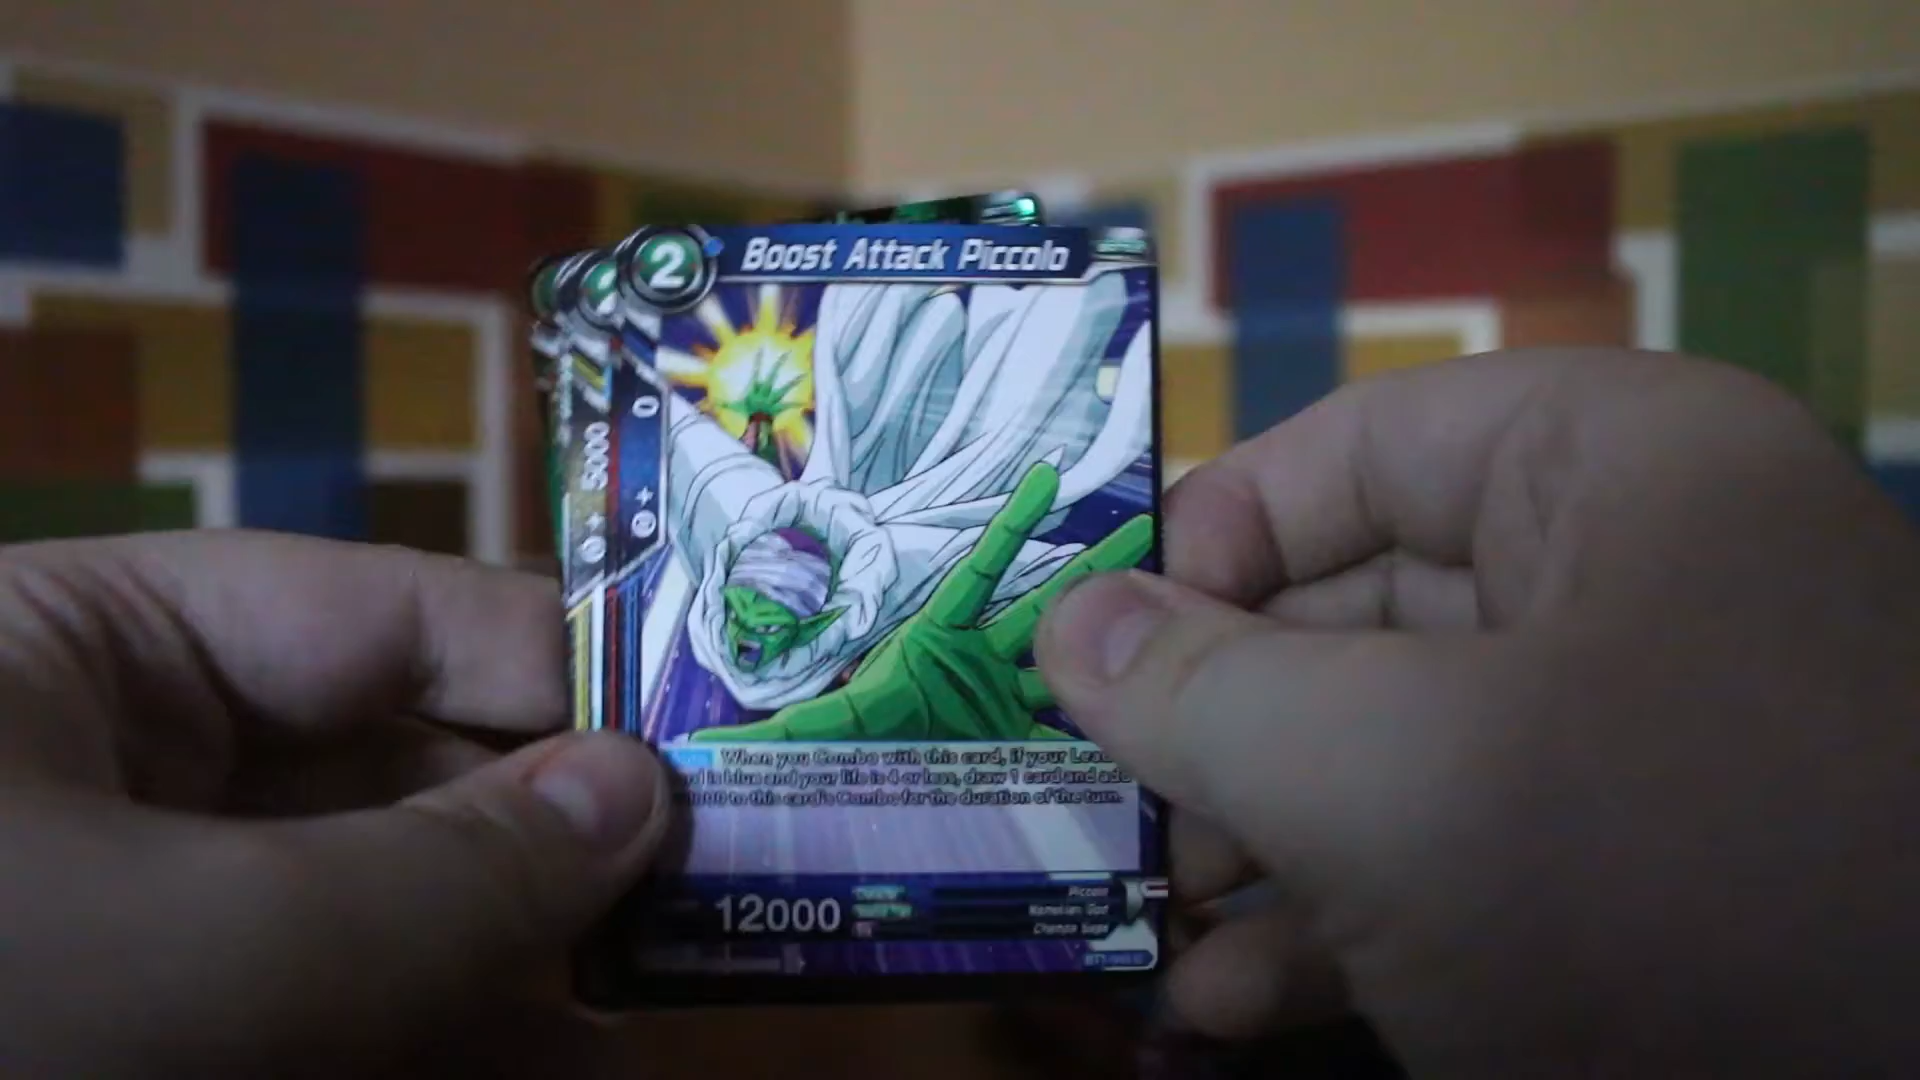 2 Boost Attack Piccolo
0
5000
When you Combo with this card, if your
is blue and your life is 4 or less, draw 1 card and add
to this card's Combo for the duration of the turn.
12000
Piccolo
Namekian God
Champa Saga